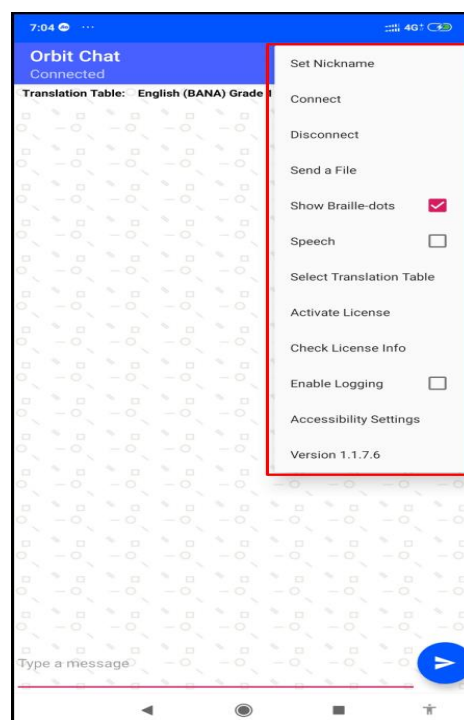 7:04 ... 4G
Orbit Chat
Connected
Translation Table: English (BANA) Grade
Set Nickname
Connect
Disconnect
Send a File
Show Braille-dots
Speech
Select Translation Table
Activate License
Check License Info
Enable Logging
Accessibility Settings
Version 1.1.7.6
Type a message